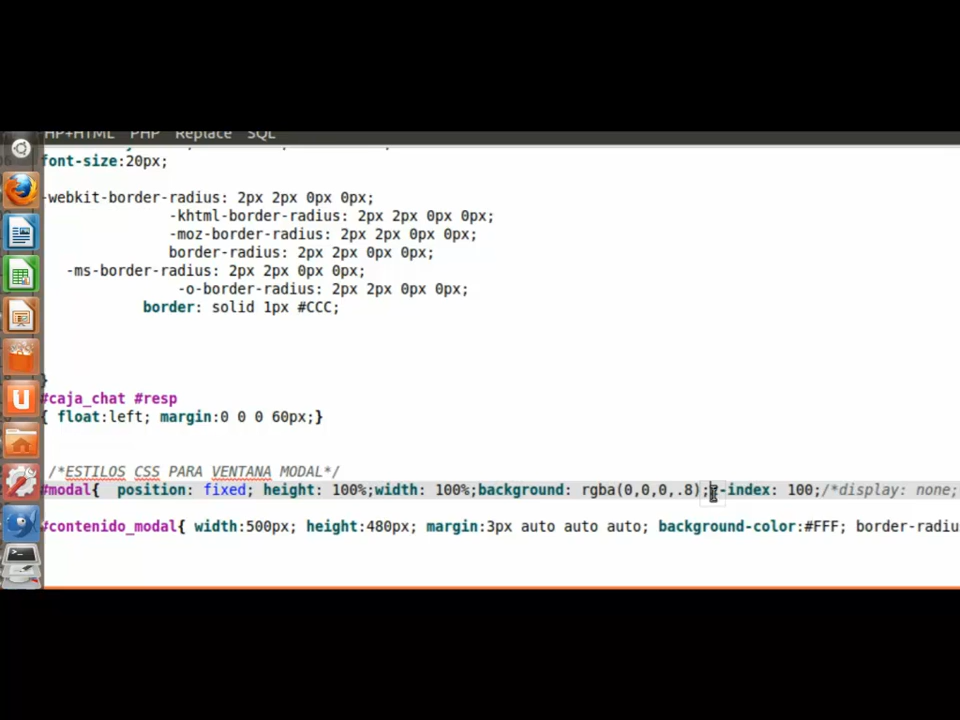 HP+HTML PHP Replace SQL
font-size:20px;
-webkit-border-radius: 2px 2px 0px 0px;
-khtml-border-radius: 2px 2px 0px 0px;
-moz-border-radius: 2px 2px 0px 0px;
border-radius: 2px 2px 0px 0px;
-ms-border-radius: 2px 2px 0px 0px;
-o-border-radius: 2px 2px 0px 0px;
border: solid 1px #CCC;
}
#caja_chat #resp
{ float:left; margin:0 0 0 60px;}
/*ESTILOS CSS PARA VENTANA MODAL*/
#modal{ position: fixed; height: 100%;width: 100%;background: rgba(0,0,0,.8);z-index: 100;/*display: none;
#contenido_modal{ width:500px; height:480px; margin:3px auto auto auto; background-color:#FFF; border-radiu